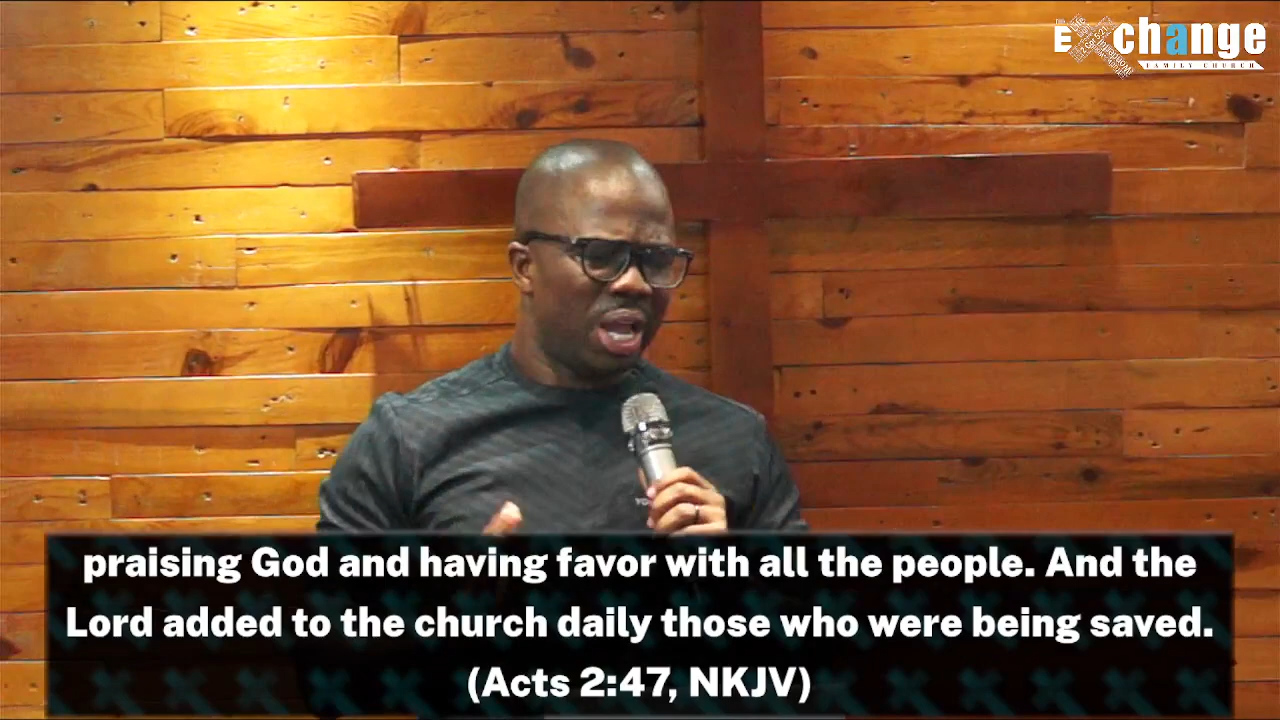 Exchange
FAMILY CHURCH
praising God and having favor with all the people. And the
Lord added to the church daily those who were being saved.
(Acts 2:47, NKJV)